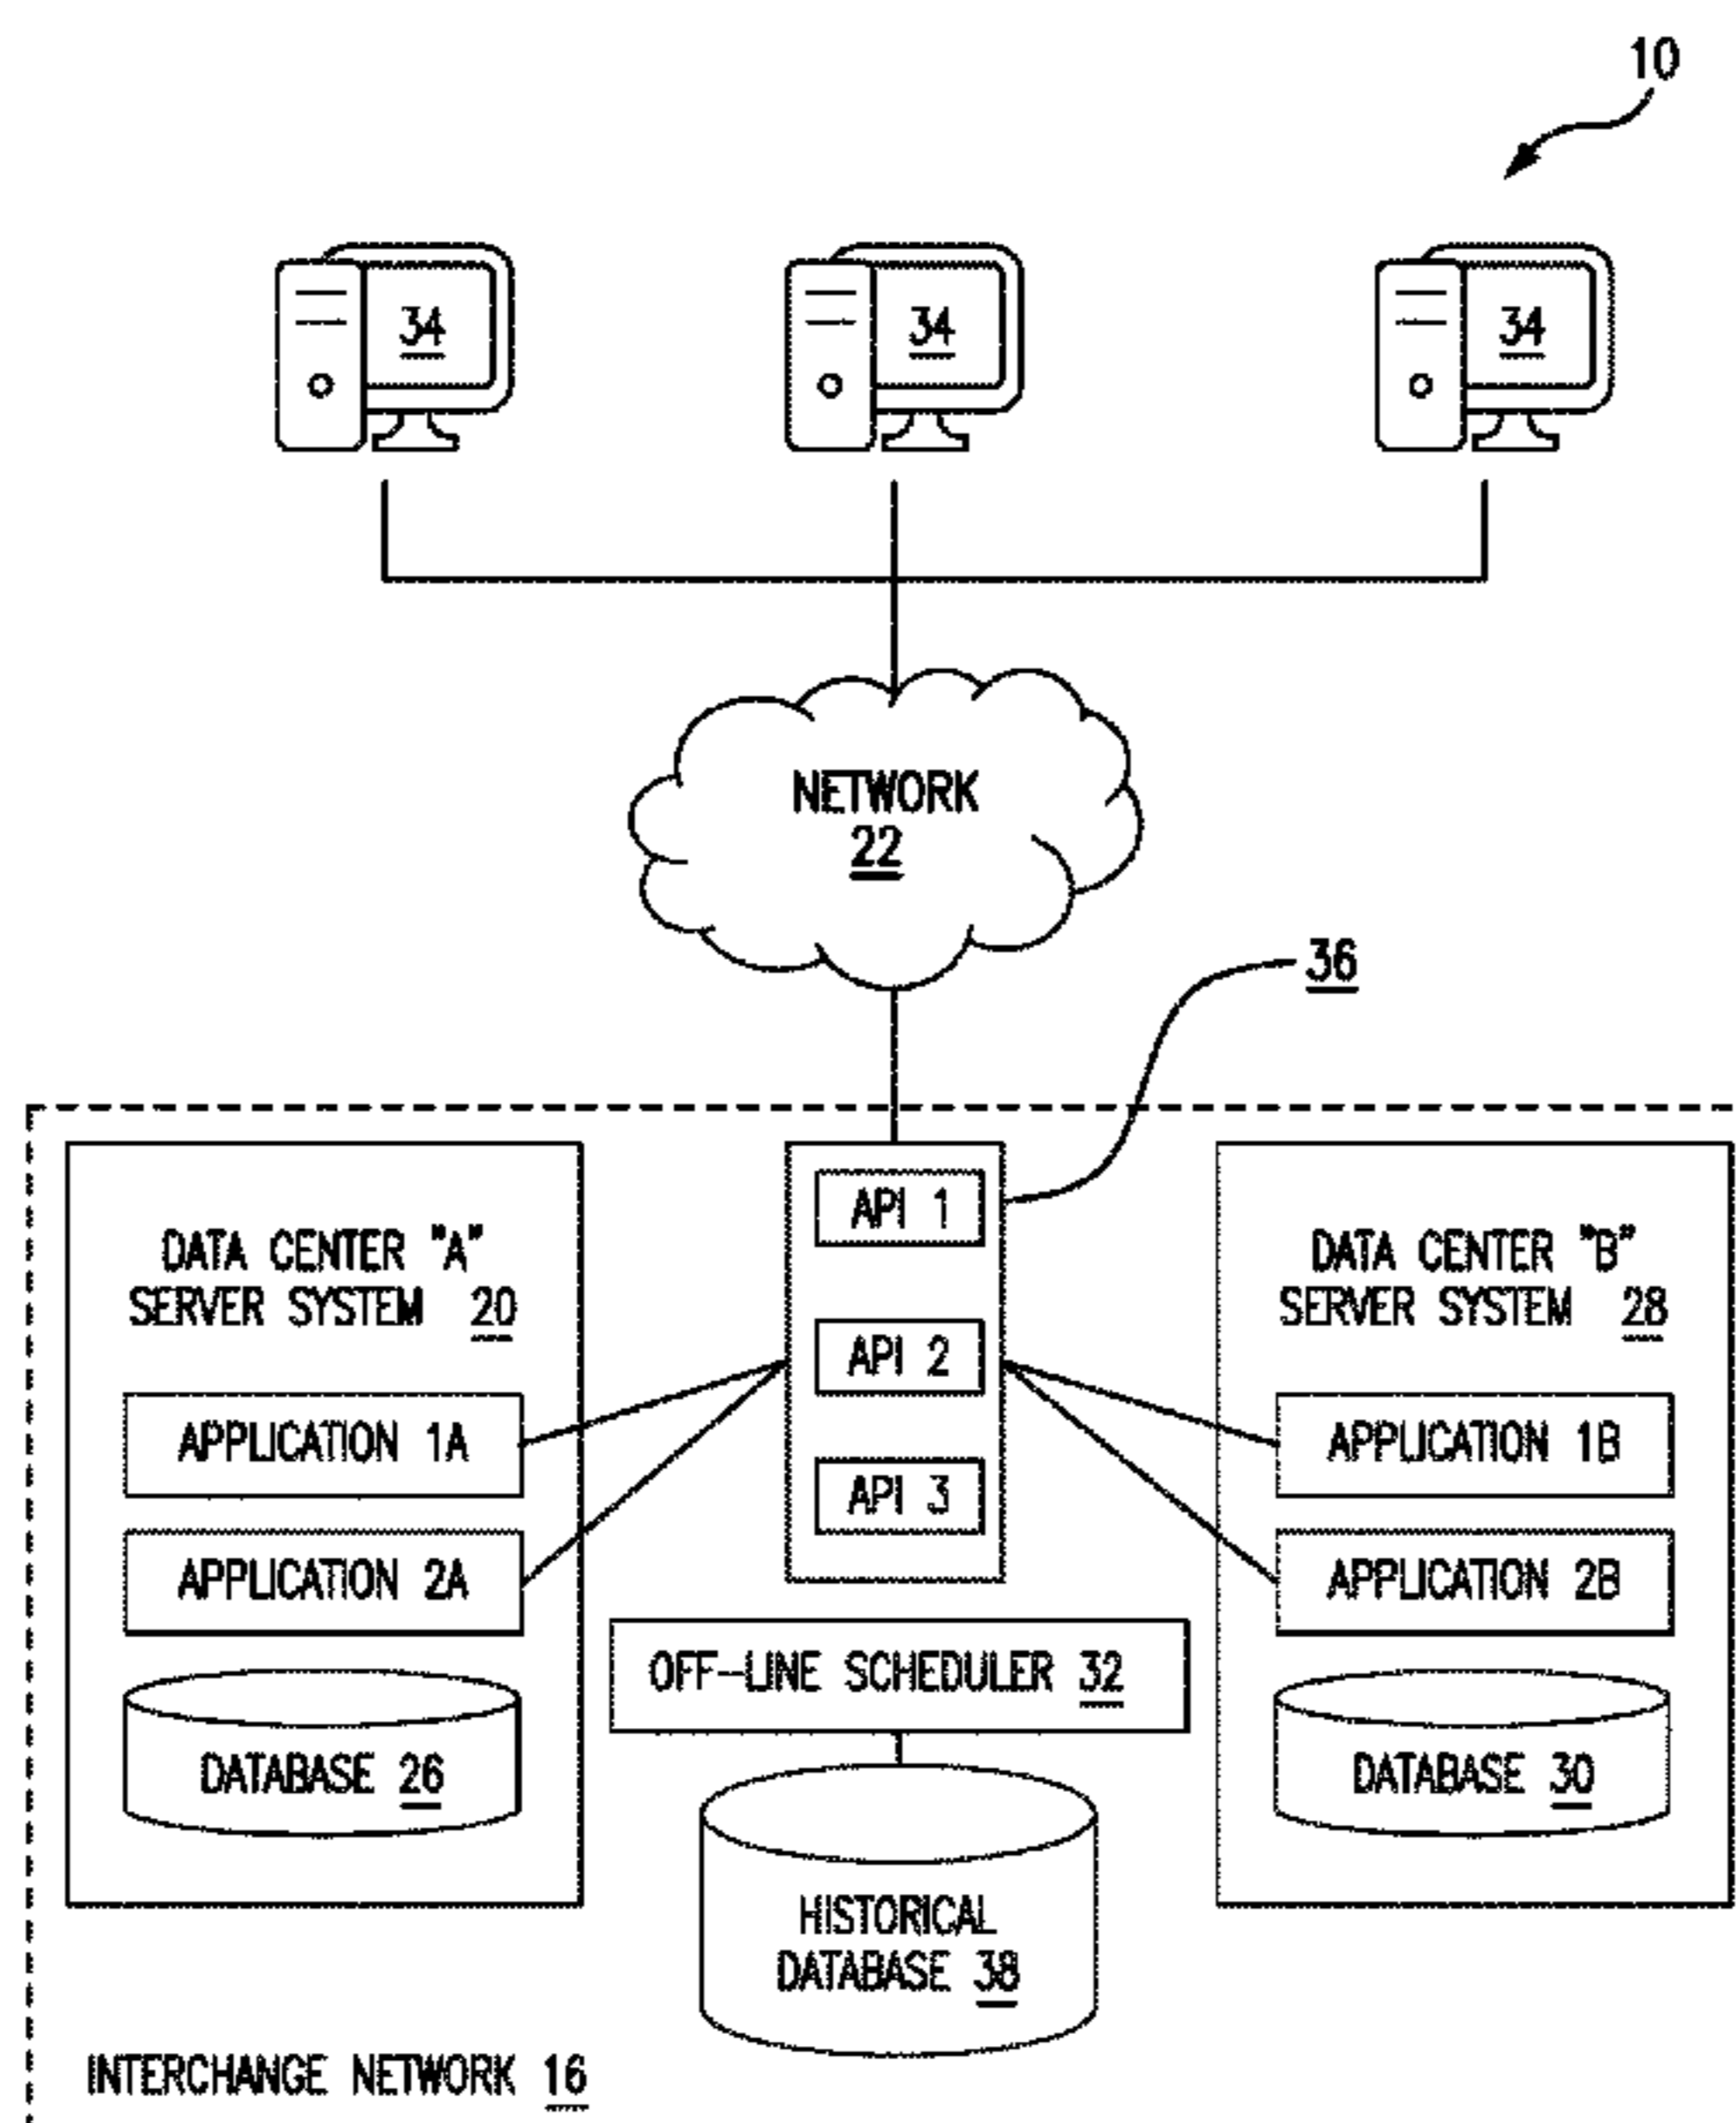 10
34
34
34
NETWORK
22
36
DATA CENTER "A"
SERVER SYSTEM 20
APPLICATION 1A
APPLICATION 2A
DATABASE 26
API 1
API 2
API 3
OFF-LINE SCHEDULER 32
HISTORICAL
DATABASE 38
DATA CENTER "B"
SERVER SYSTEM 28
APPLICATION 1B
APPLICATION 2B
DATABASE 30
INTERCHANGE NETWORK 16